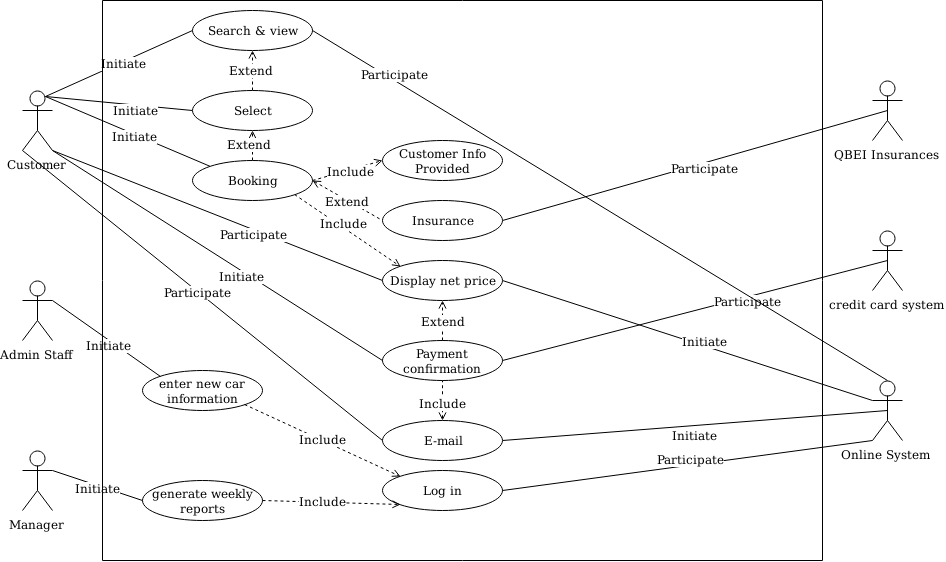 Search & view
Initiate
Participate
Extend
Select
Initiate
Initiate
Extend
Customer
Customer Info
Provided
QBEI Insurances
Include
Booking
Participate
Extend
Insurance
Include
Participate
Initiate
Display net price
Participate
Participate
credit card system
Extend
Initiate
Admin Staff
Initiate
Payment
confirmation
enter new car
information
Include
E-mail
Initiate
Include
Online System
Participate
Initiate
generate weekly
reports
Include
Log in
Manager